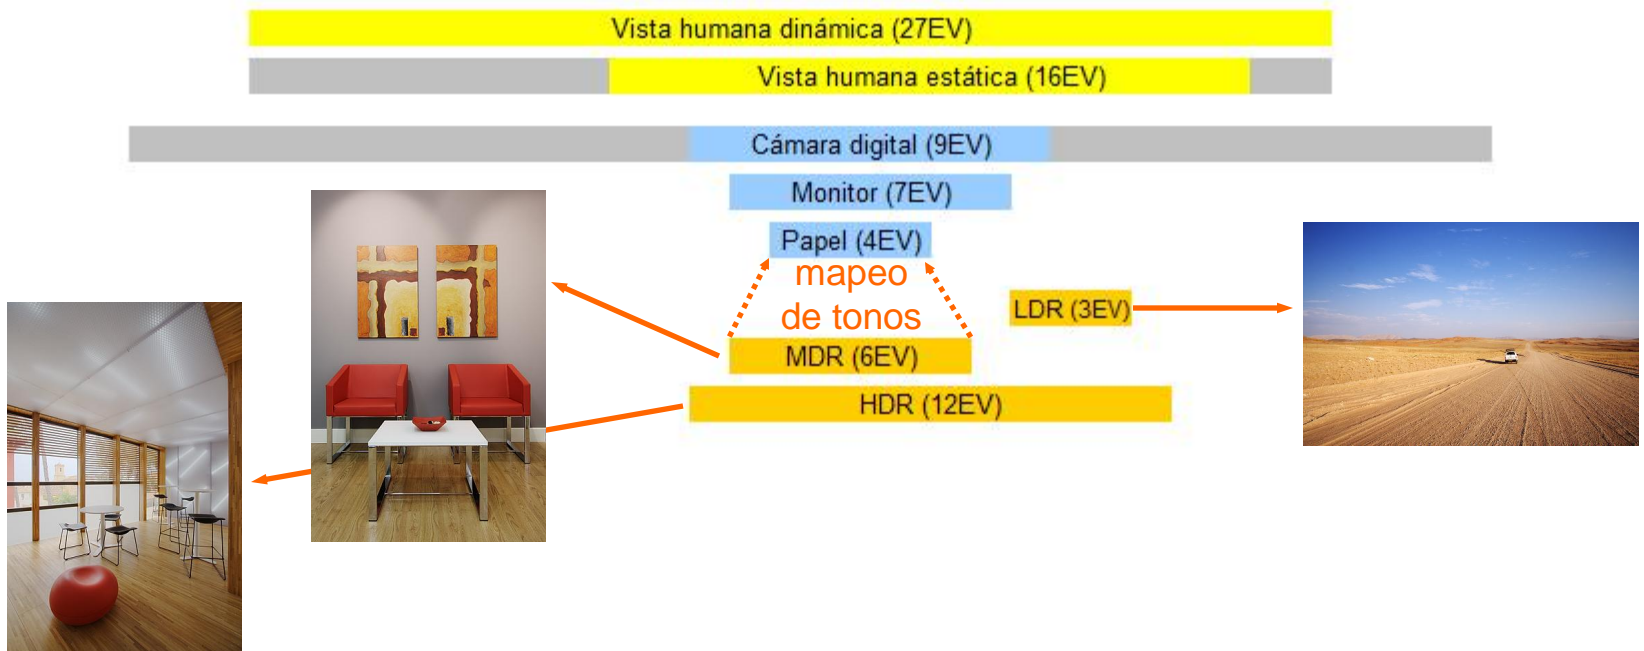 Vista humana dinámica (27EV)
Vista humana estática (16EV)
Cámara digital (9EV)
Monitor (7EV)
Papel (4EV)
mapeo
de tonos
LDR (3EV)
MDR (6EV)
HDR (12EV)